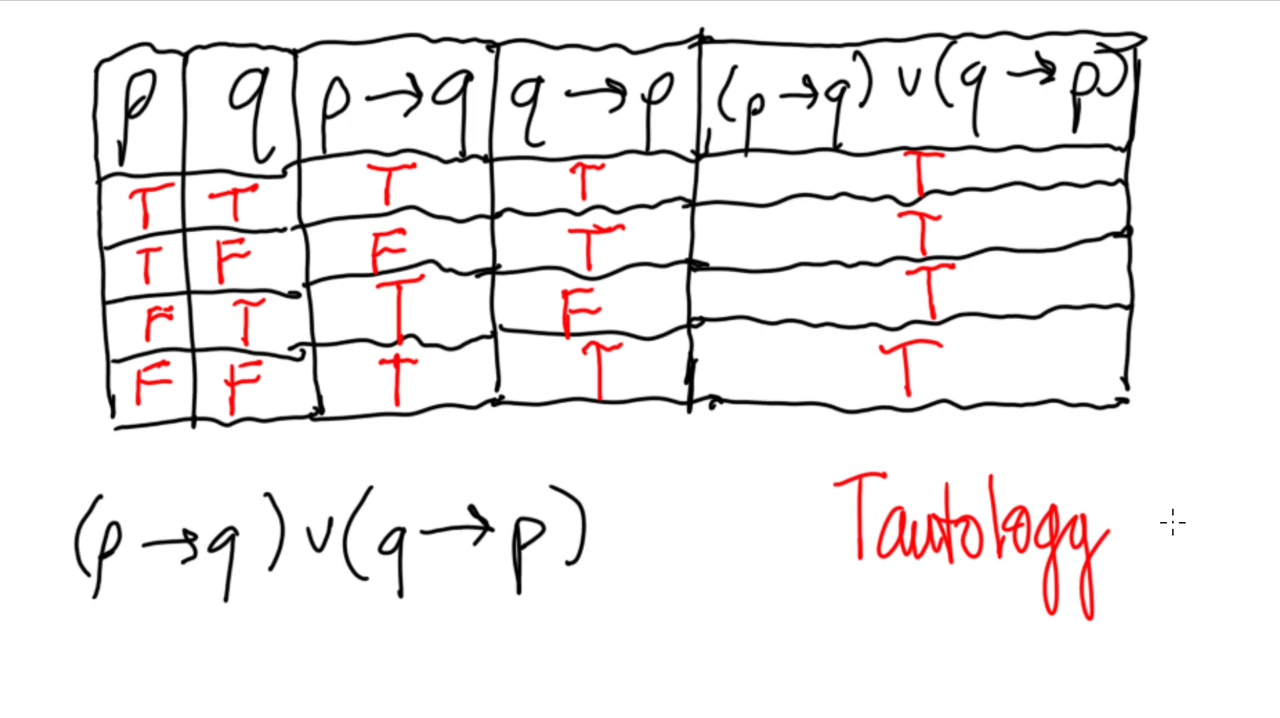 p q p → q q → p (p → q) ∨ (q → p)
T T T T T
T F F T T
F T T F T
F F T T T
(p → q) ∨ (q → p) Tautology